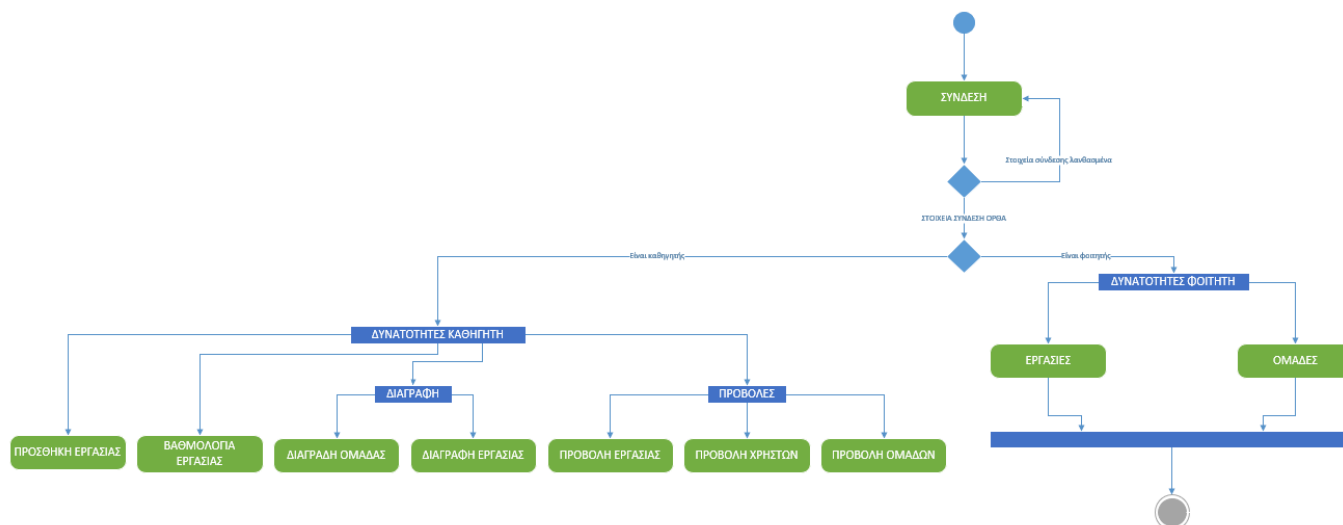 ΣΥΝΔΕΣΗ
Στοιχεία σύνδεσης λανθασμένα
ΣΤΟΙΧΕΙΑ ΣΥΝΔΕΣΗ ΟΡΘΑ
Είναι καθηγητής
Είναι φοιτητής
ΔΥΝΑΤΟΤΗΤΕΣ ΦΟΙΤΗΤΗ
ΔΥΝΑΤΟΤΗΤΕΣ ΚΑΘΗΓΗΤΗ
ΕΡΓΑΣΙΕΣ
ΟΜΑΔΕΣ
ΔΙΑΓΡΑΦΗ
ΠΡΟΒΟΛΕΣ
ΠΡΟΣΘΗΚΗ ΕΡΓΑΣΙΑΣ
ΒΑΘΜΟΛΟΓΙΑ
ΕΡΓΑΣΙΑΣ
ΔΙΑΓΡΑΔΗ ΟΜΑΔΑΣ
ΔΙΑΓΡΑΦΗ ΕΡΓΑΣΙΑΣ
ΠΡΟΒΟΛΗ ΕΡΓΑΣΙΑΣ
ΠΡΟΒΟΛΗ ΧΡΗΣΤΩΝ
ΠΡΟΒΟΛΗ ΟΜΑΔΩΝ